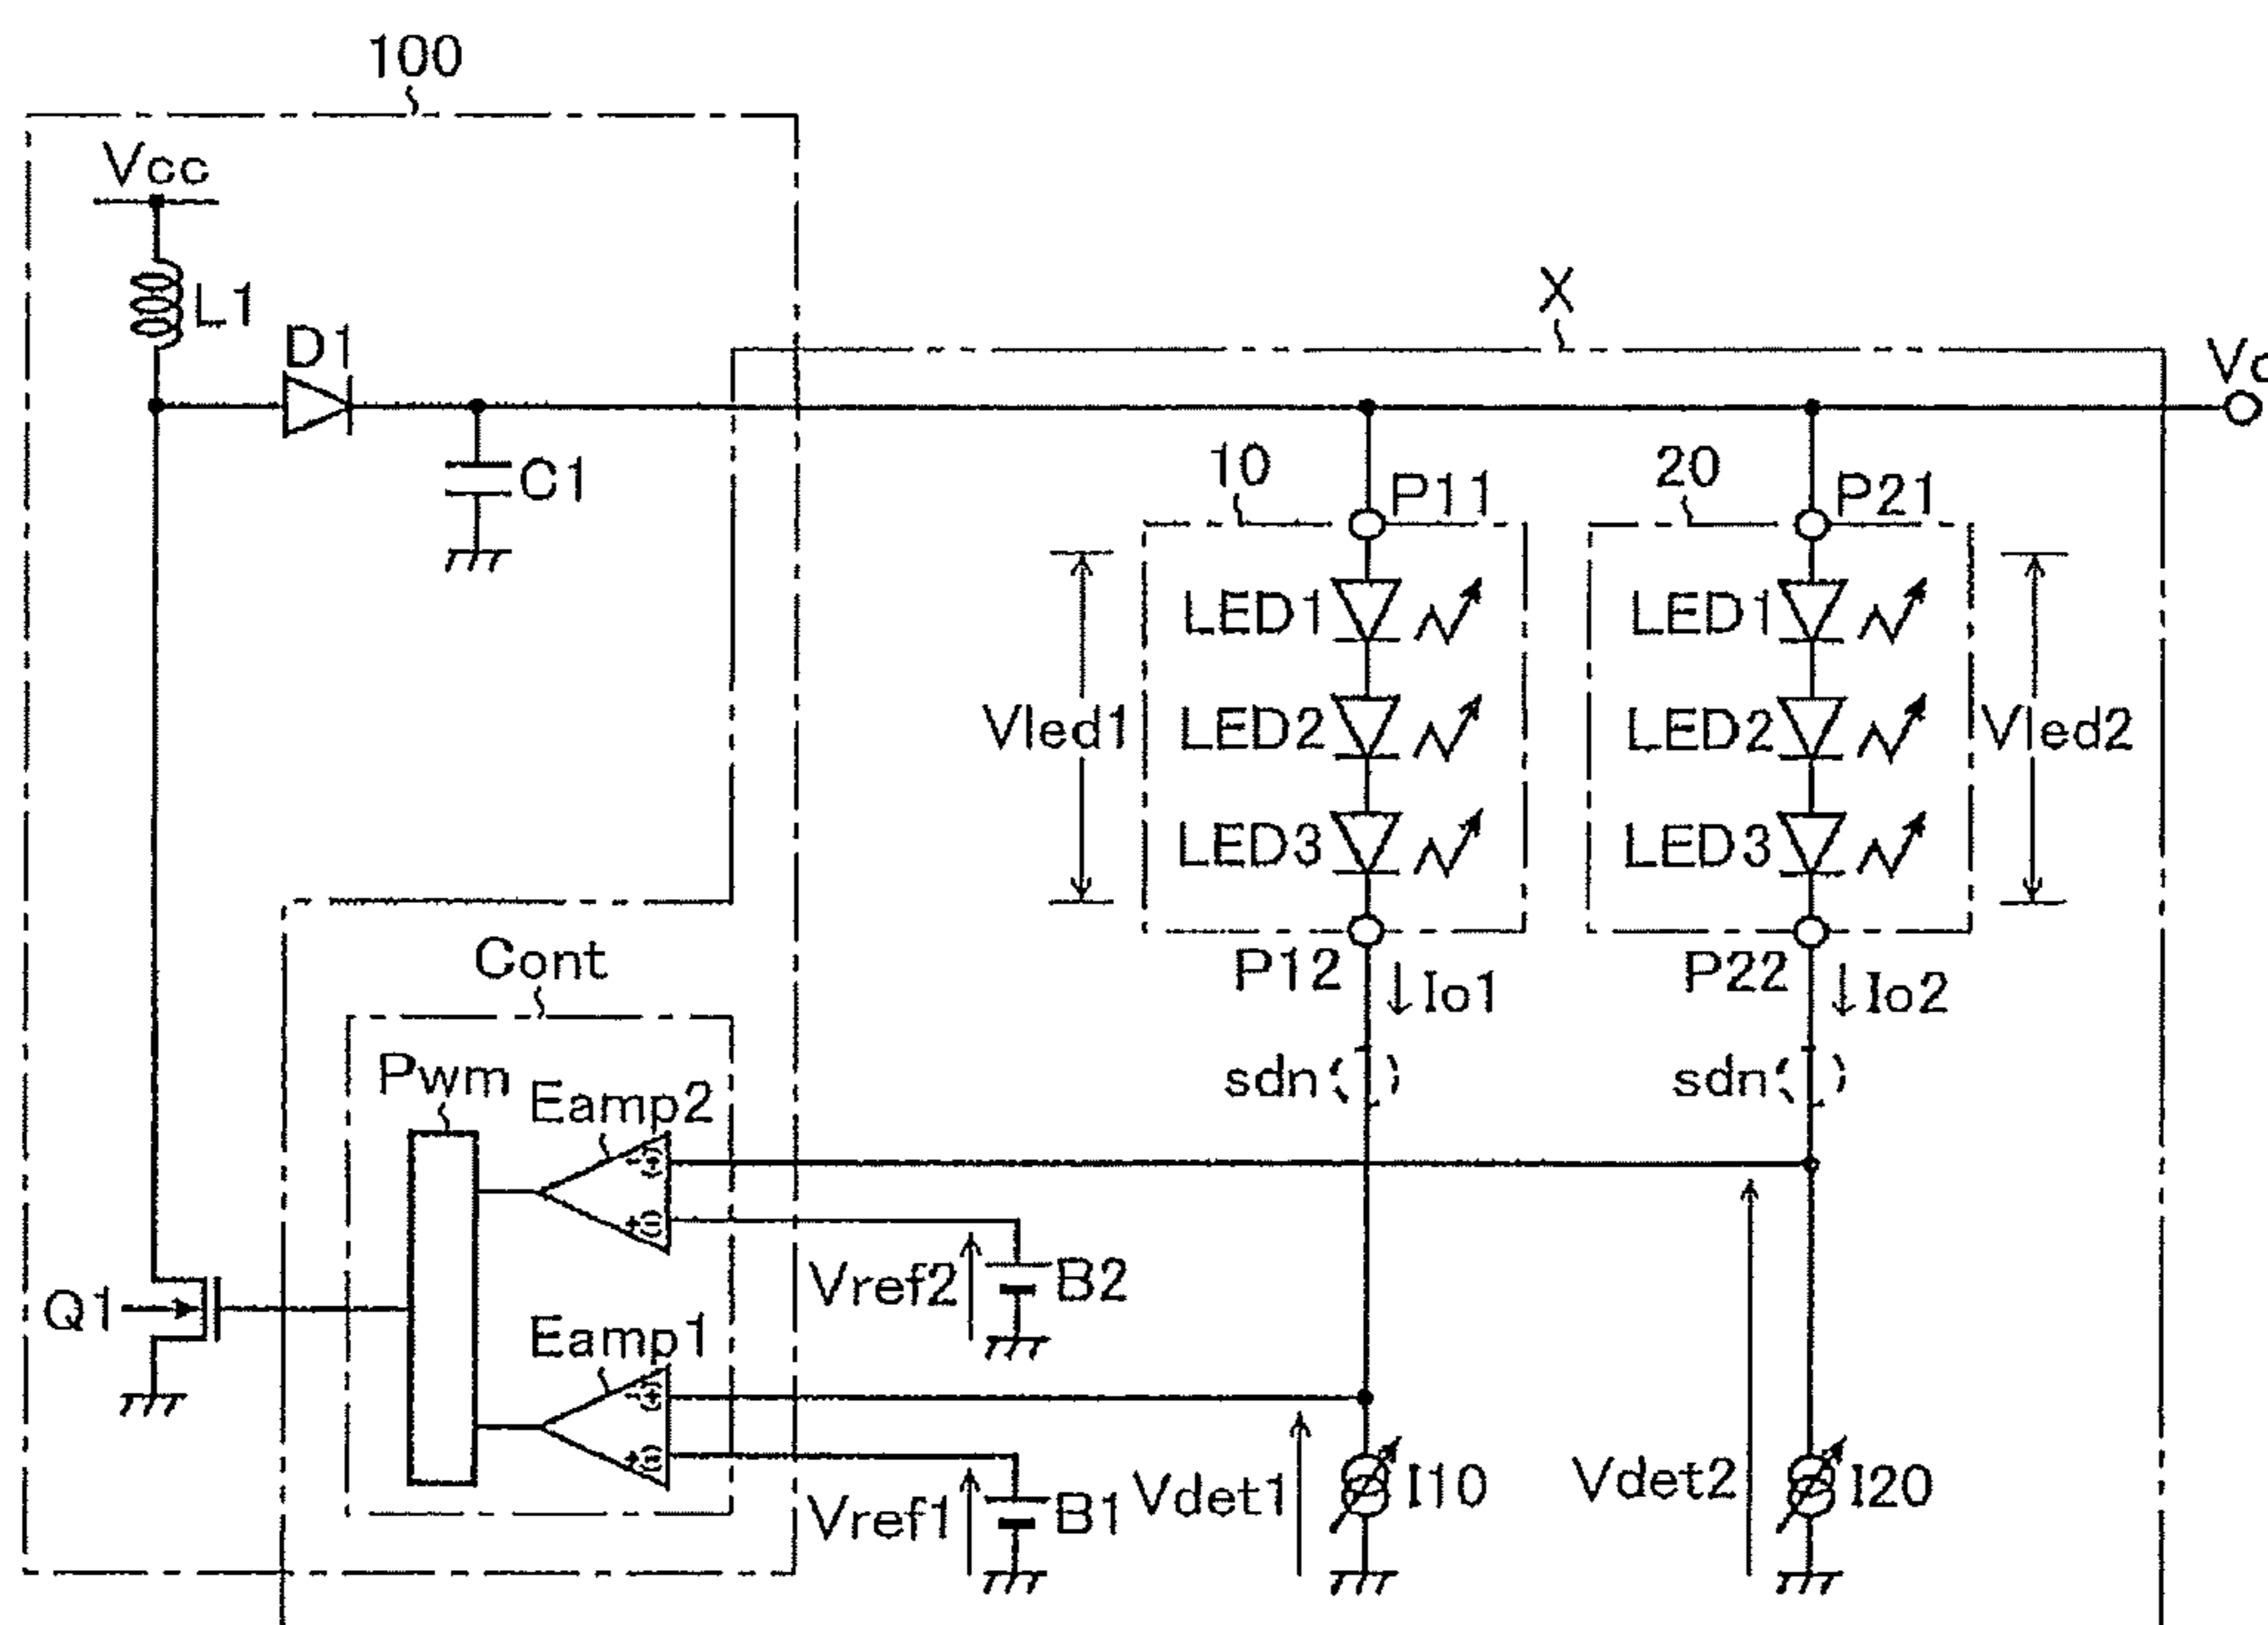 100
Vcc
L1
D1
C1
X
10
P11
20
P21
LED1
LED1
Vled1
LED2
LED2
Vled2
LED3
LED3
P12
Io1
P22
Io2
Cont
Pwm
Eamp2
sdn
sdn
-(+)
+(-)
Q1
Vref2
B2
Eamp1
-(+)
+(-)
Vref1
B1
Vdet1
I10
Vdet2
I20